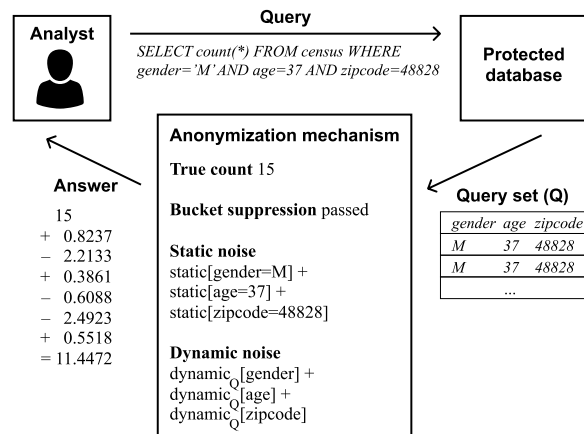 Analyst
Query
SELECT count(*) FROM census WHERE
gender='M' AND age=37 AND zipcode=48828
Protected
database
Anonymization mechanism
True count 15
Bucket suppression passed
Static noise
static[gender=M] +
static[age=37] +
static[zipcode=48828]
Dynamic noise
dynamicQ[gender] +
dynamicQ[age] +
dynamicQ[zipcode]
Query set (Q)
gender age zipcode
M 37 48828
M 37 48828
...
Answer
15
+ 0.8237
– 2.2133
+ 0.3861
– 0.6088
– 2.4923
+ 0.5518
= 11.4472